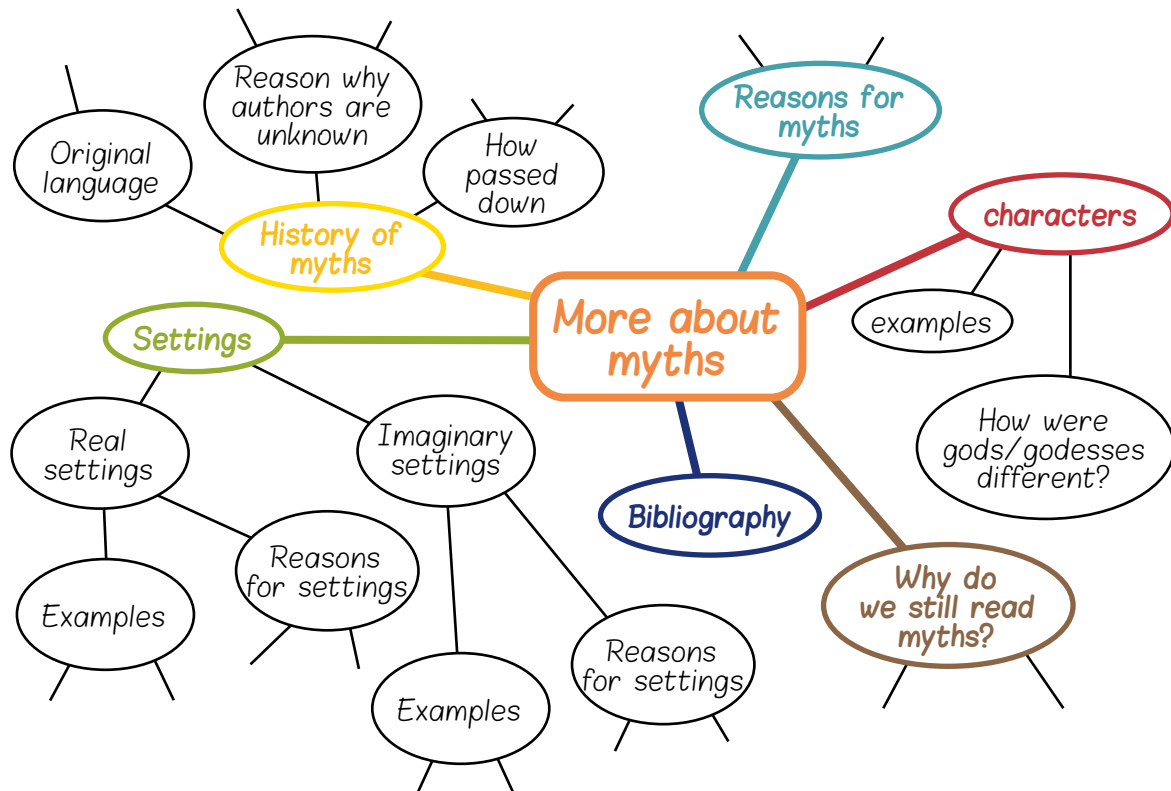 Reason why
authors are
unknown
Original
language
How
passed
down
History of
myths
Reasons for
myths
characters
examples
How were
gods/godesses
different?
More about
myths
Settings
Real
settings
Imaginary
settings
Examples
Reasons
for settings
Examples
Reasons
for settings
Bibliography
Why do
we still read
myths?